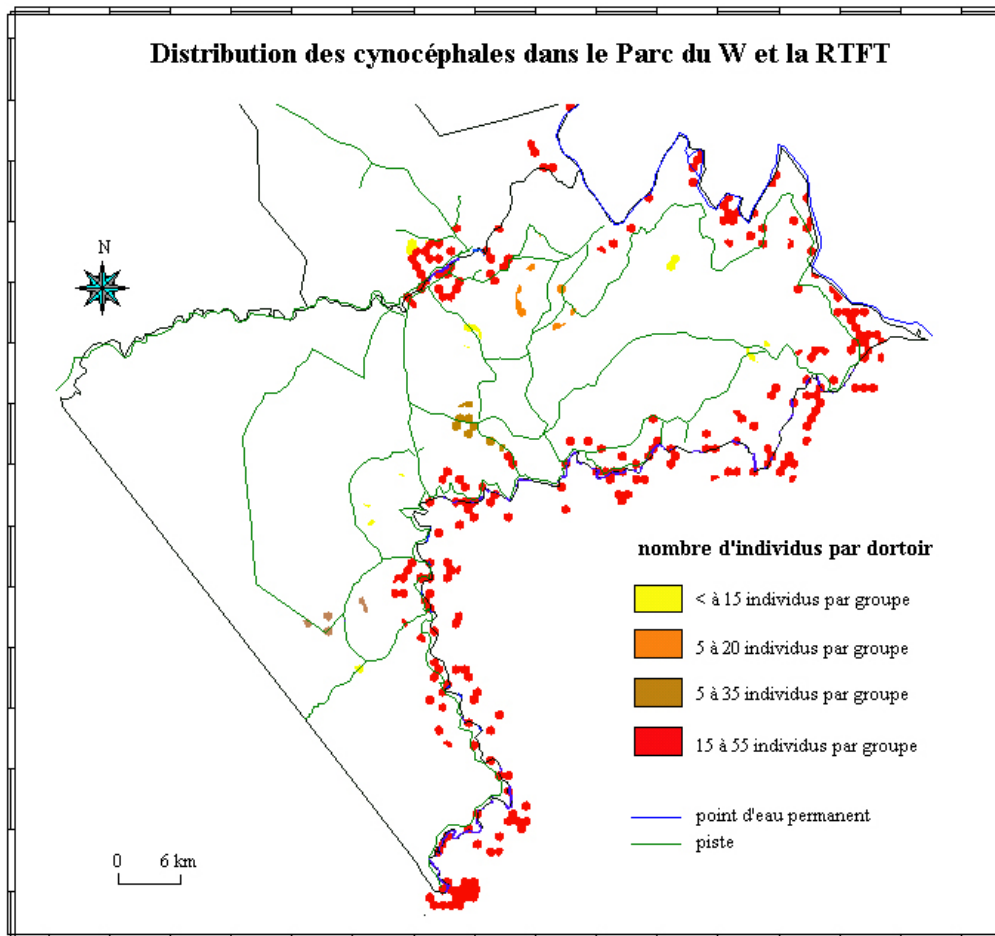 Distribution des cynocéphales dans le Parc du W et la RTFT
N
nombre d'individus par dortoir
< à 15 individus par groupe
5 à 20 individus par groupe
5 à 35 individus par groupe
15 à 55 individus par groupe
point d'eau permanent
piste
0 6 km